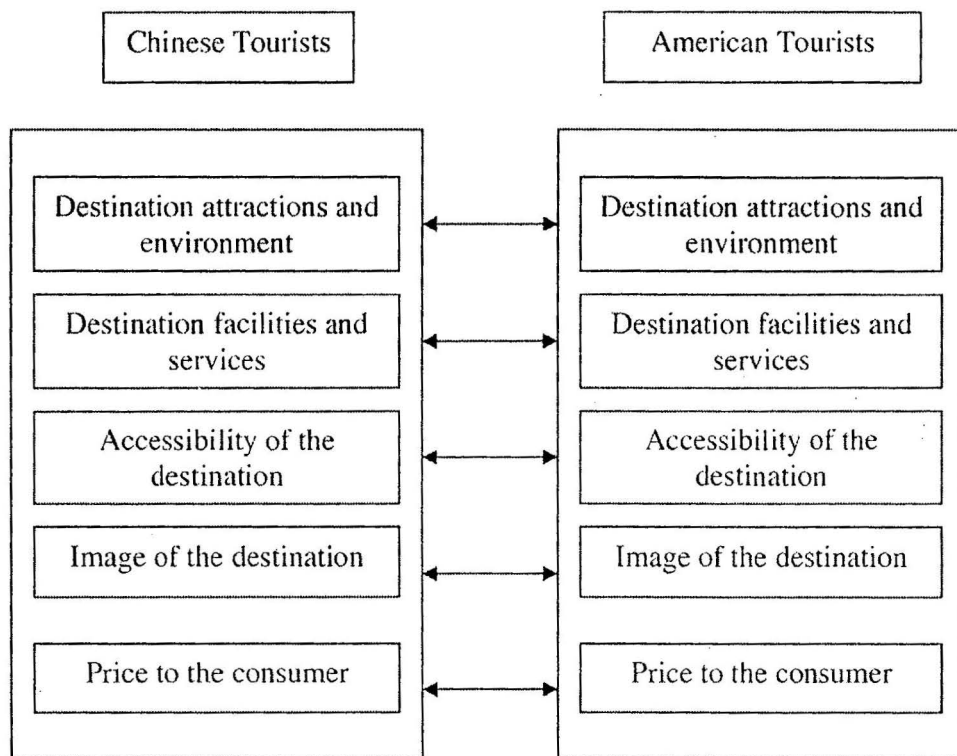 Chinese Tourists
American Tourists
Destination attractions and
environment
Destination facilities and
services
Accessibility of the
destination
Image of the destination
Price to the consumer
Destination attractions and
environment
Destination facilities and
services
Accessibility of the
destination
Image of the destination
Price to the consumer